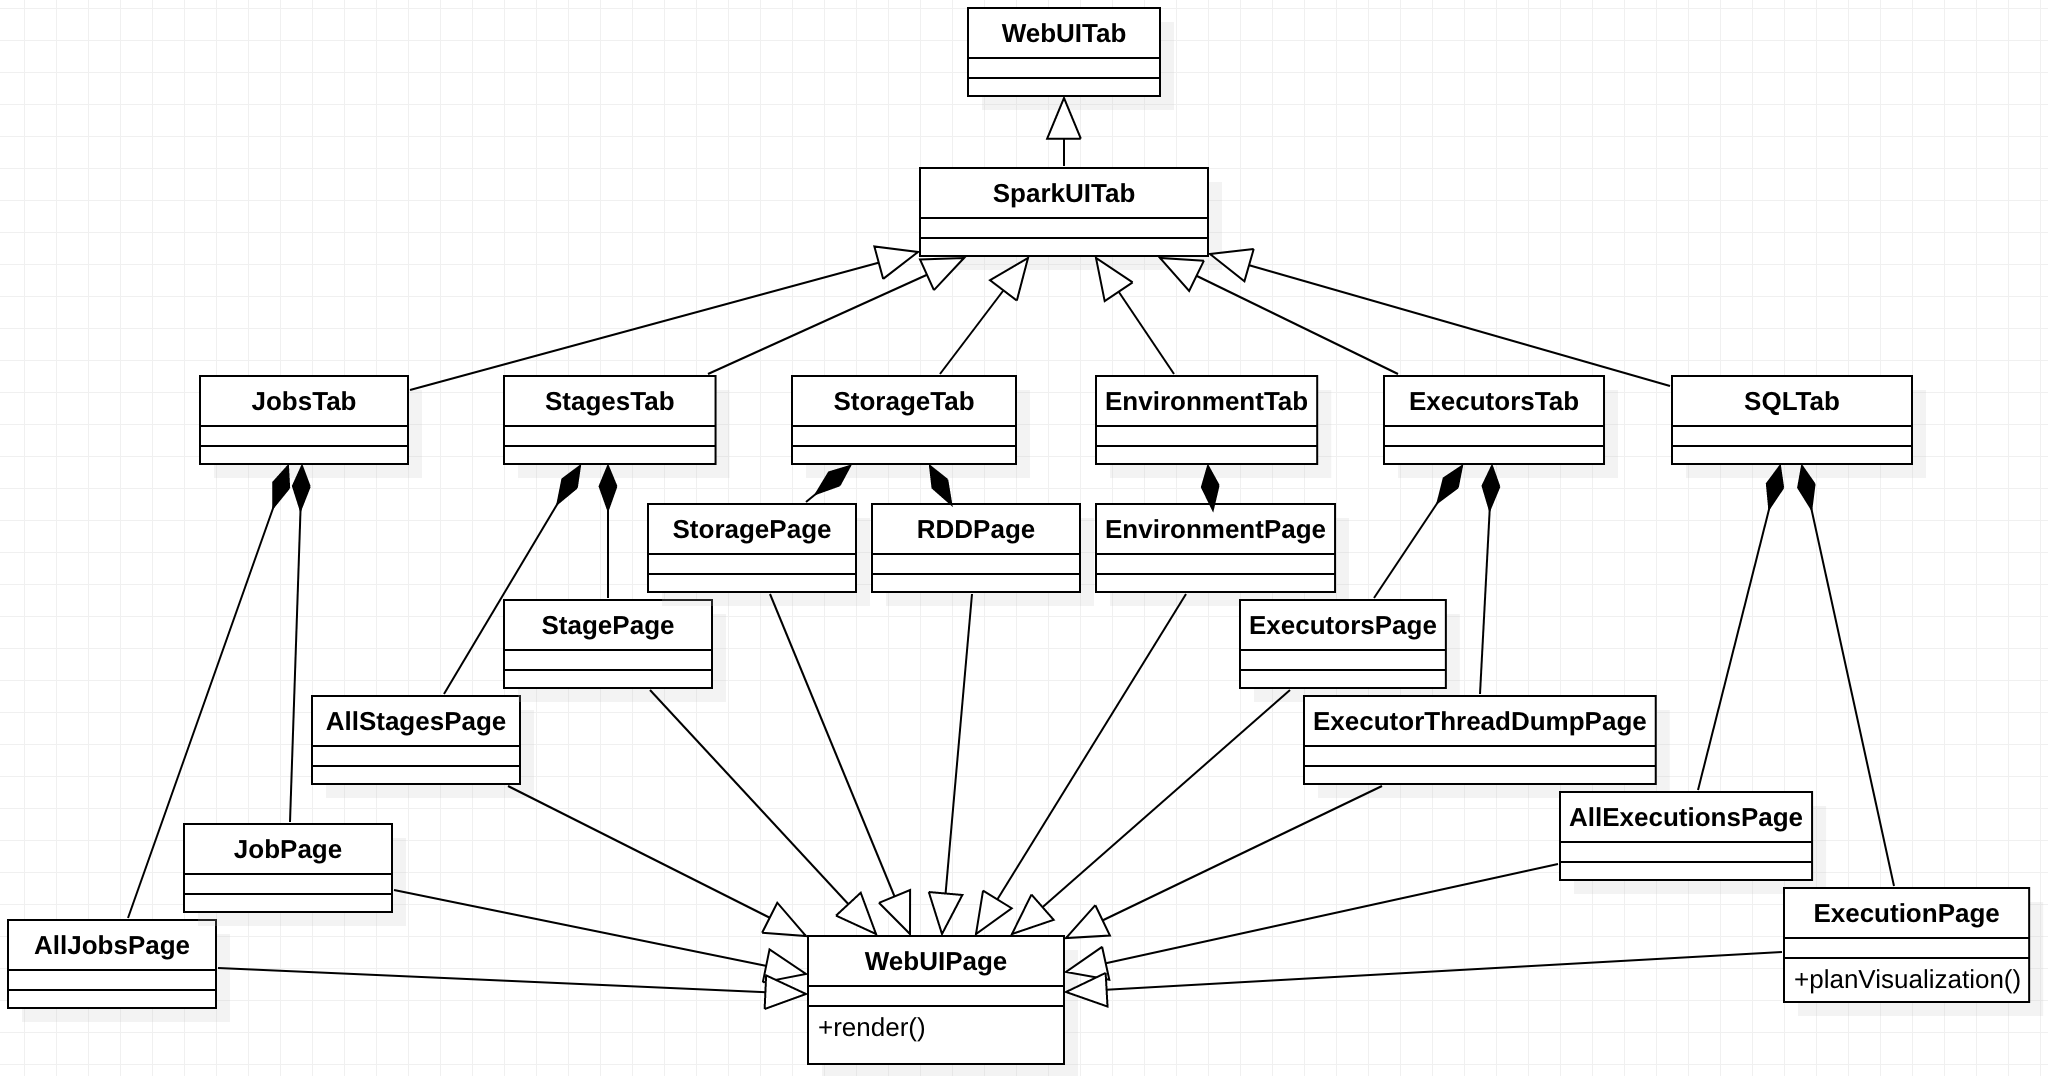 WebUITab
SparkUITab
JobsTab
StagesTab
StorageTab
EnvironmentTab
ExecutorsTab
SQLTab
StoragePage
RDDPage
EnvironmentPage
StagePage
ExecutorsPage
AllStagesPage
ExecutorThreadDumpPage
AllExecutionsPage
JobPage
ExecutionPage
+planVisualization()
AllJobsPage
WebUIPage
+render()